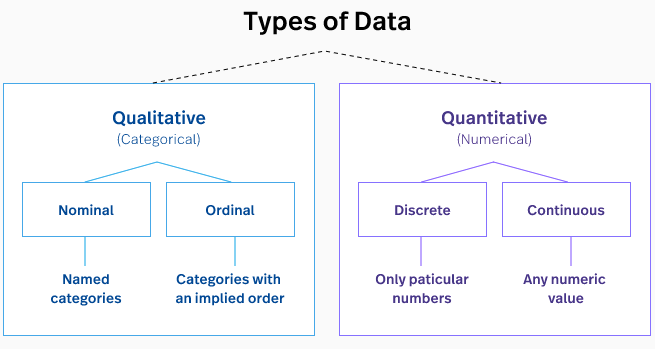 Types of Data
Qualitative
(Categorical)
Nominal
Ordinal
Named
categories
Categories with
an implied order
Quantitative
(Numerical)
Discrete
Continuous
Only paticular
numbers
Any numeric
value